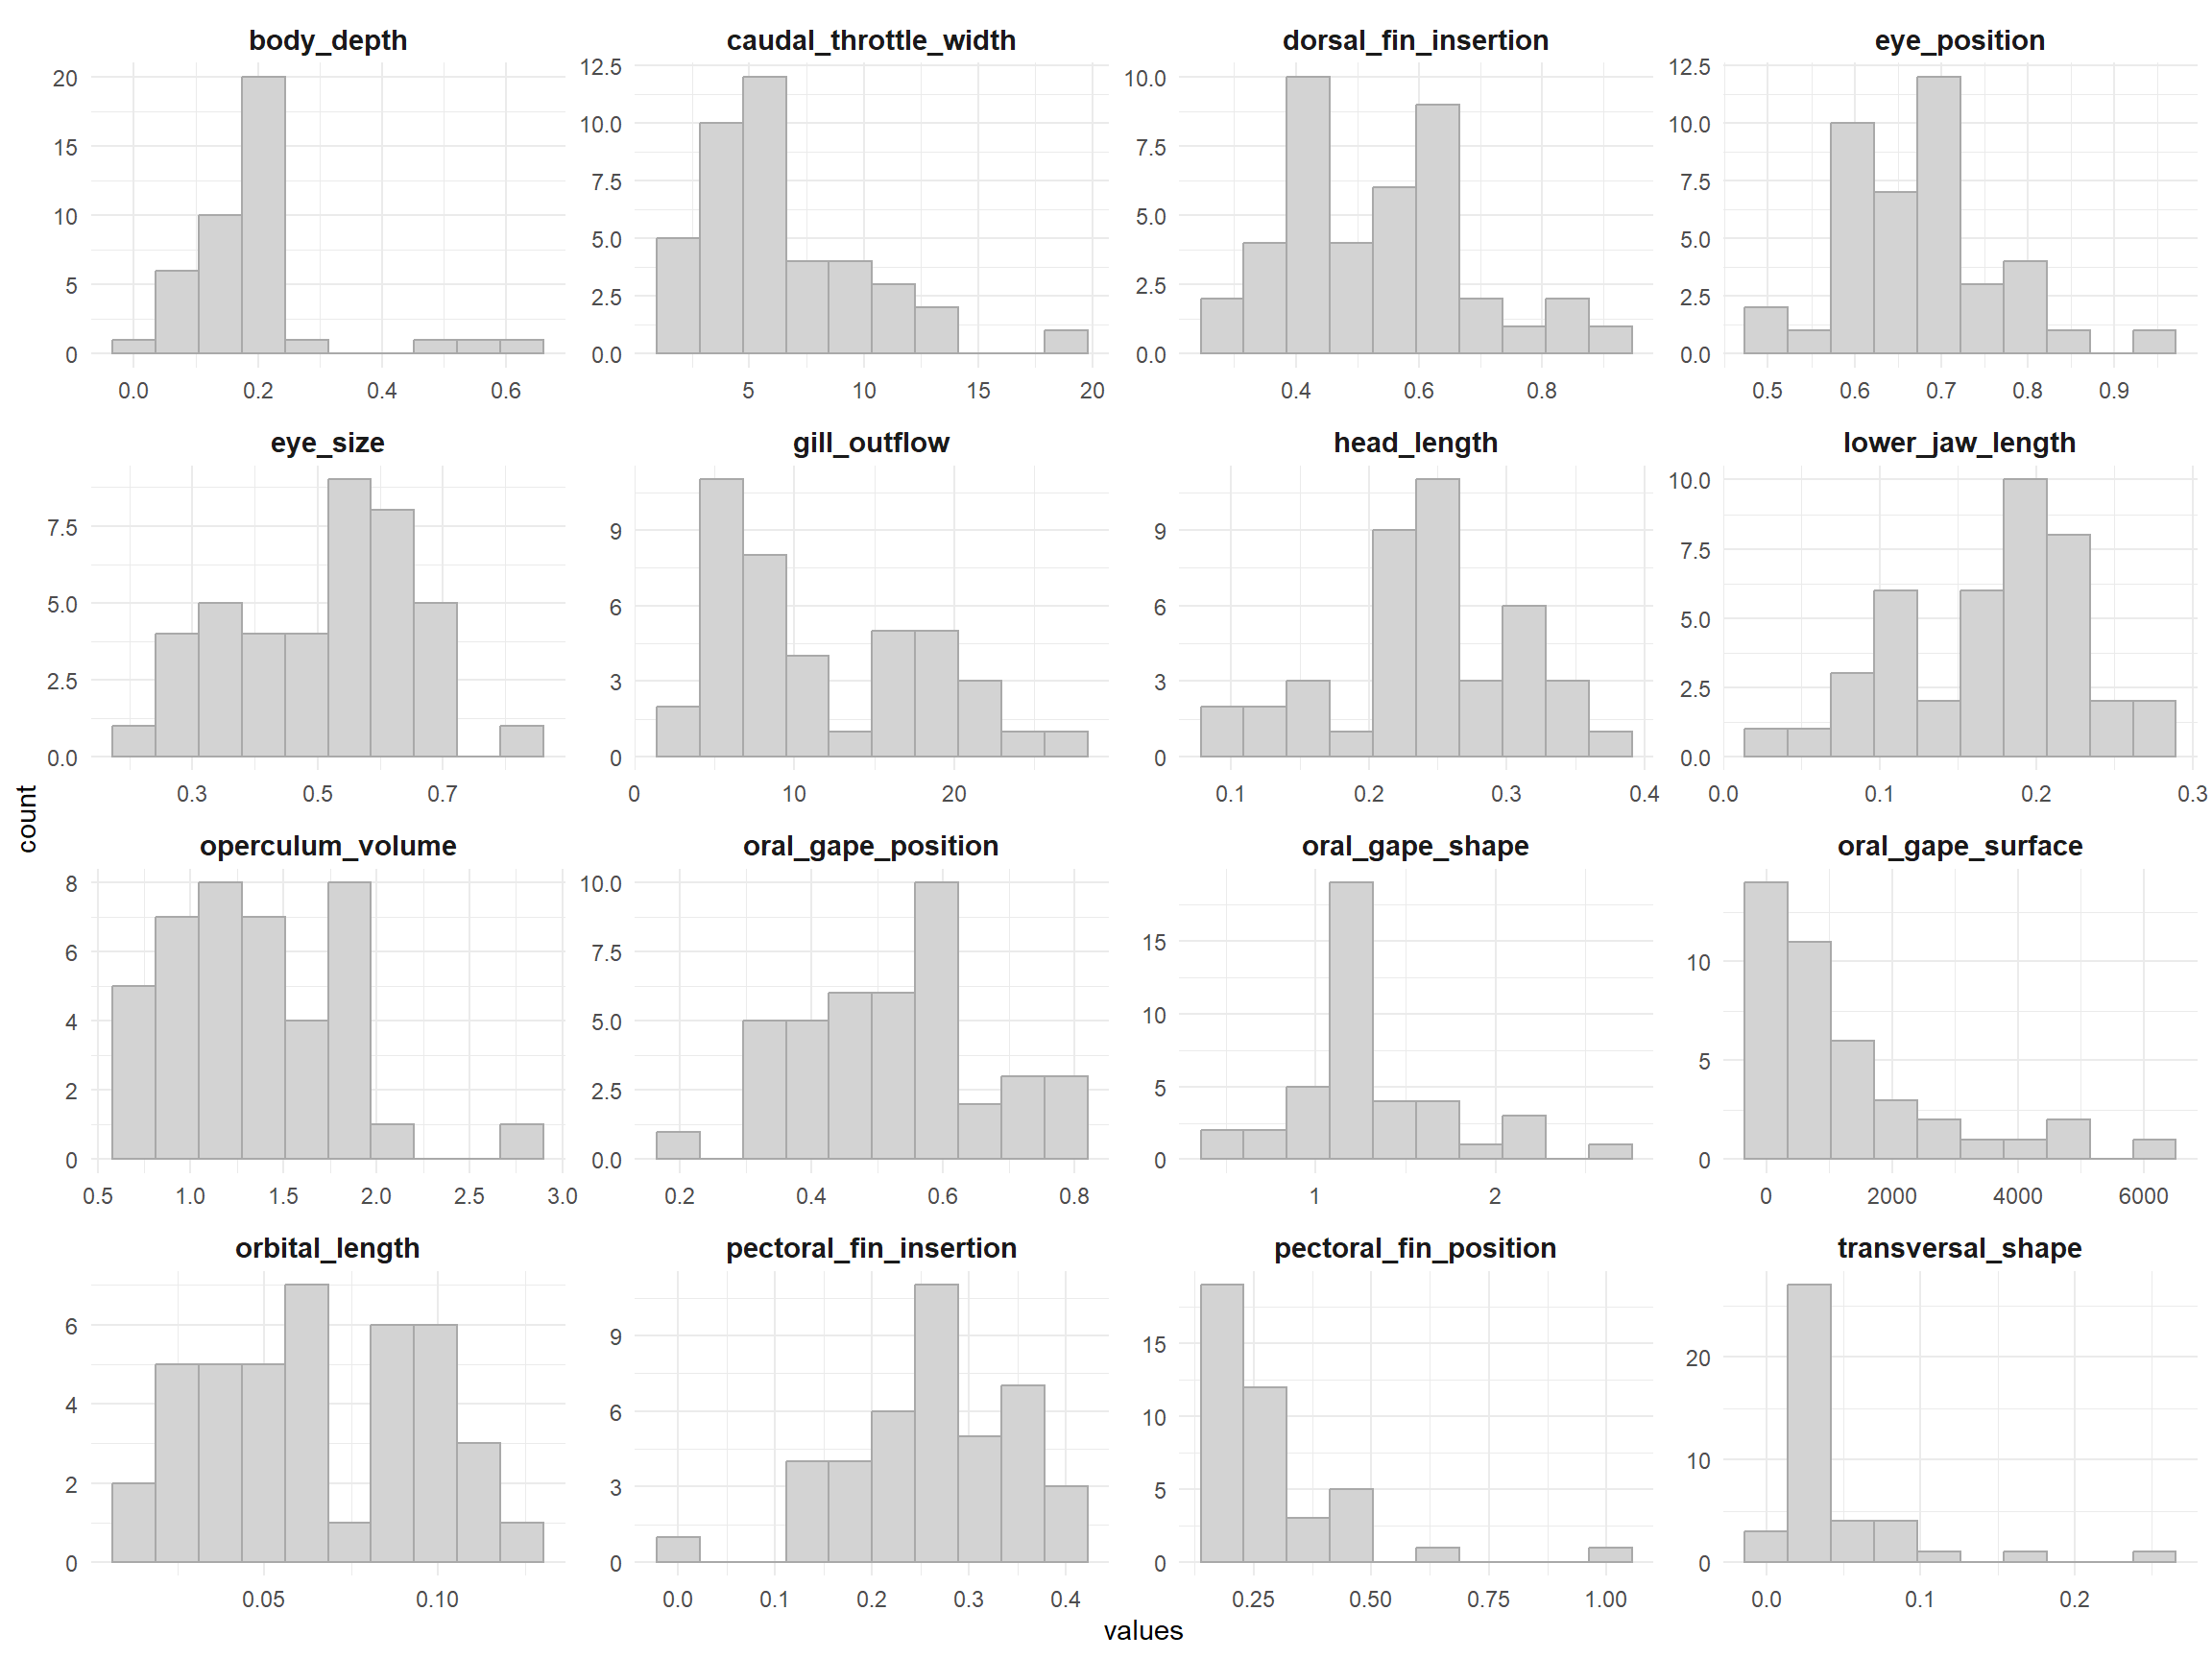 body_depth
caudal_throttle_width
dorsal_fin_insertion
eye_position
20
15
10
5
0
12.5
10.0
7.5
5.0
2.5
0.0
10.0
7.5
5.0
2.5
0.0
12.5
10.0
7.5
5.0
2.5
0.0
0.0 0.2 0.4 0.6
5 10 15 20
0.4 0.6 0.8
0.5 0.6 0.7 0.8 0.9
eye_size
gill_outflow
head_length
lower_jaw_length
7.5
5.0
2.5
0.0
9
6
3
0
9
6
3
0
10.0
7.5
5.0
2.5
0.0
0.3 0.5 0.7
0 10 20
0.1 0.2 0.3 0.4
0.0 0.1 0.2 0.3
count
operculum_volume
oral_gape_position
oral_gape_shape
oral_gape_surface
8
6
4
2
0
10.0
7.5
5.0
2.5
0.0
15
10
5
0
10
5
0
0.5 1.0 1.5 2.0 2.5 3.0
0.2 0.4 0.6 0.8
1 2
0 2000 4000 6000
orbital_length
pectoral_fin_insertion
pectoral_fin_position
transversal_shape
6
4
2
0
9
6
3
0
15
10
5
0
20
10
0
0.05 0.10
0.0 0.1 0.2 0.3 0.4
0.25 0.50 0.75 1.00
0.0 0.1 0.2
values